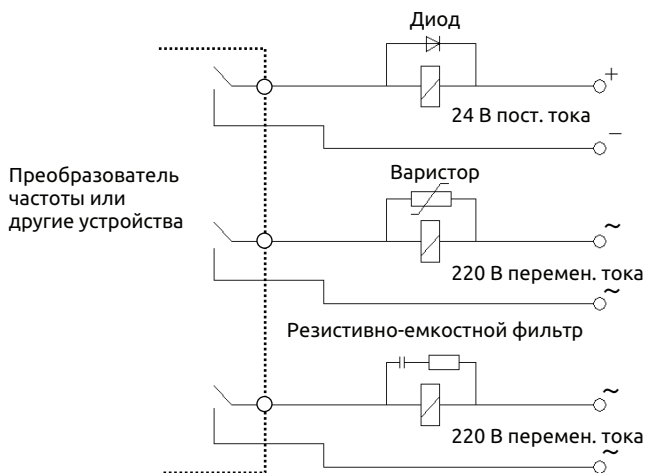 Диод
+
24 В пост. тока
–
Преобразователь
частоты или
другие устройства
Варистор
~
220 В перемен. тока
~
Резистивно-емкостной фильтр
~
220 В перемен. тока
~